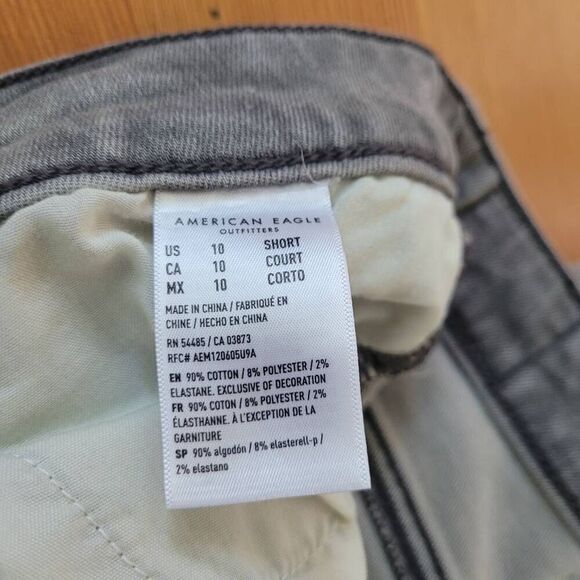 AMERICAN EAGLE
OUTFITTERS
US 10 SHORT
CA 10 COURT
MX 10 CORTO
MADE IN CHINA / FABRIQUÉ EN
CHINE / HECHO EN CHINA
RN 54485 / CA 03873
RFC# AEM120605U9A
EN 90% COTTON / 8% POLYESTER / 2%
ELASTANE. EXCLUSIVE OF DECORATION
FR 90% COTON / 8% POLYESTER / 2%
ÉLASTHANNE. À L'EXCEPTION DE LA
GARNITURE
SP 90% algodón / 8% elasterell-p /
2% elastano